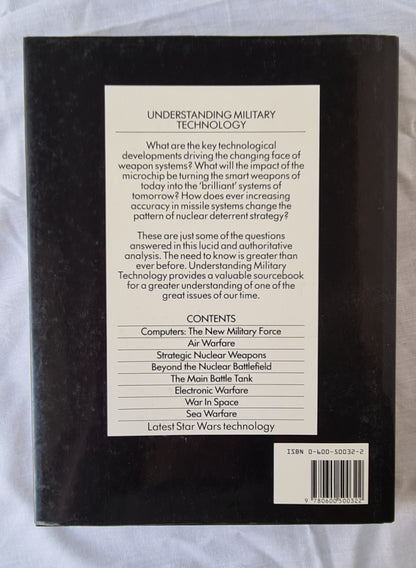 UNDERSTANDING MILITARY
TECHNOLOGY
What are the key technological
developments driving the changing face of
weapon systems? What will the impact of the
microchip be turning the smart weapons of
today into the 'brilliant' systems of
tomorrow? How does ever increasing
accuracy in missile systems change the
pattern of nuclear deterrent strategy?
These are just some of the questions
answered in this lucid and authoritative
analysis. The need to know is greater than
ever before. Understanding Military
Technology provides a valuable sourcebook
for a greater understanding of one of the
great issues of our time.
CONTENTS
Computers: The New Military Force
Air Warfare
Strategic Nuclear Weapons
Beyond the Nuclear Battlefield
The Main Battle Tank
Electronic Warfare
War In Space
Sea Warfare
Latest Star Wars technology
ISBN 0-600-50032-2
9 780600 500322